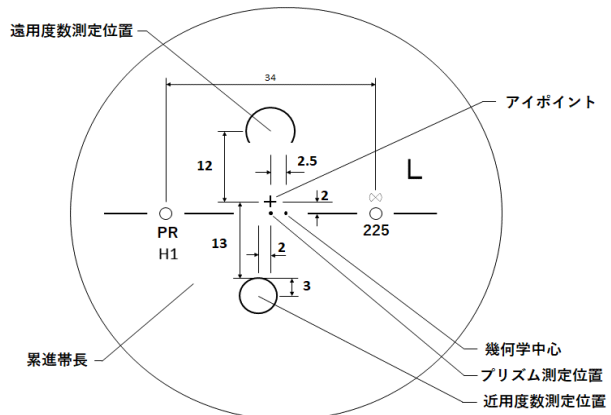 遠用度数測定位置
34
アイポイント
12
2.5
L
2
PR
225
H1
13
2
3
幾何学中心
累進帯長
プリズム測定位置
近用度数測定位置